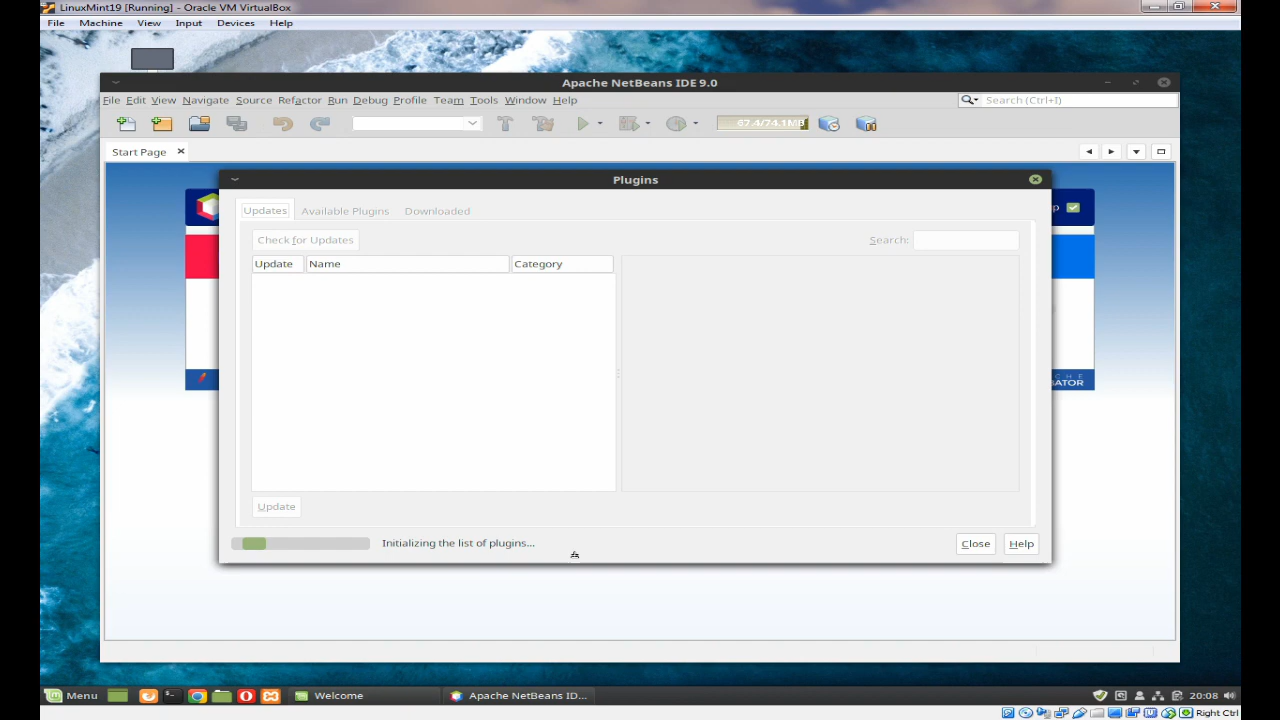 LinuxMint19 [Running] - Oracle VM VirtualBox
File Machine View Input Devices Help
Apache NetBeans IDE 9.0
File Edit View Navigate Source Refactor Run Debug Profile Team Tools Window Help
Search (Ctrl+I)
67.4/74.1MB
Start Page
Plugins
Updates Available Plugins Downloaded
Check for Updates
Search:
Update Name Category
Update
Initializing the list of plugins...
Close Help
Menu Welcome Apache NetBeans ID... 20:08
Right Ctrl